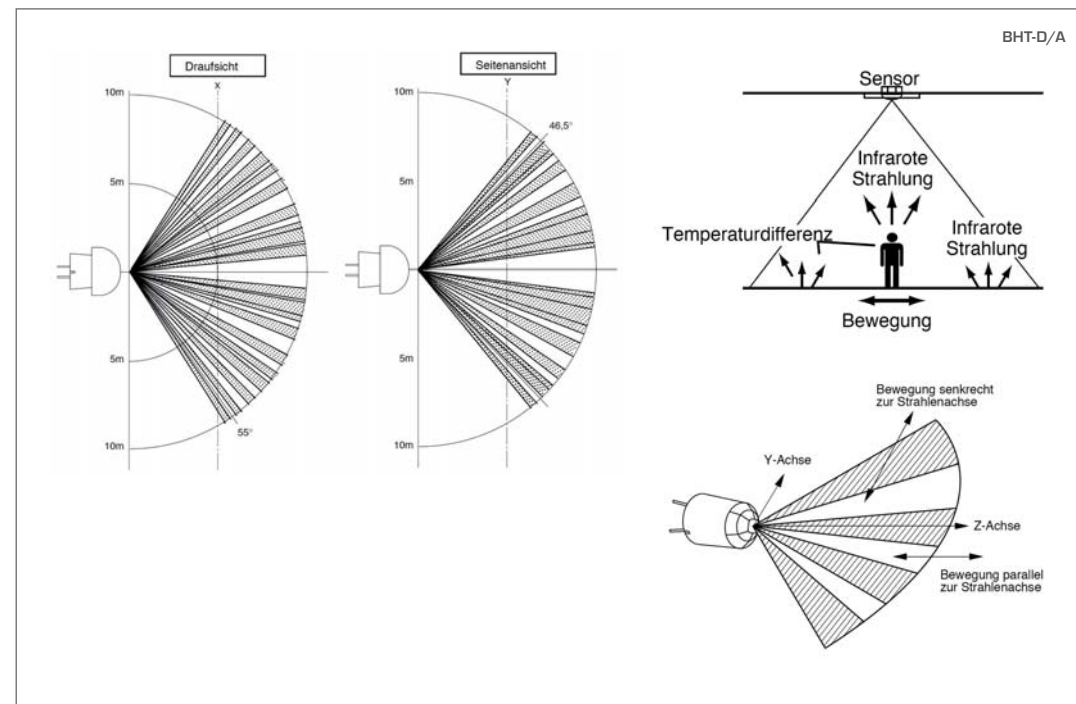 BHT-D/A
Draufsicht
X
10m
5m
5m
10m
55°
Seitenansicht
Y
10m
46,5°
5m
5m
10m
Sensor
Infrarote
Strahlung
Temperaturdifferenz
Infrarote
Strahlung
Bewegung
Bewegung senkrecht
zur Strahlenachse
Y-Achse
Z-Achse
Bewegung parallel
zur Strahlenachse